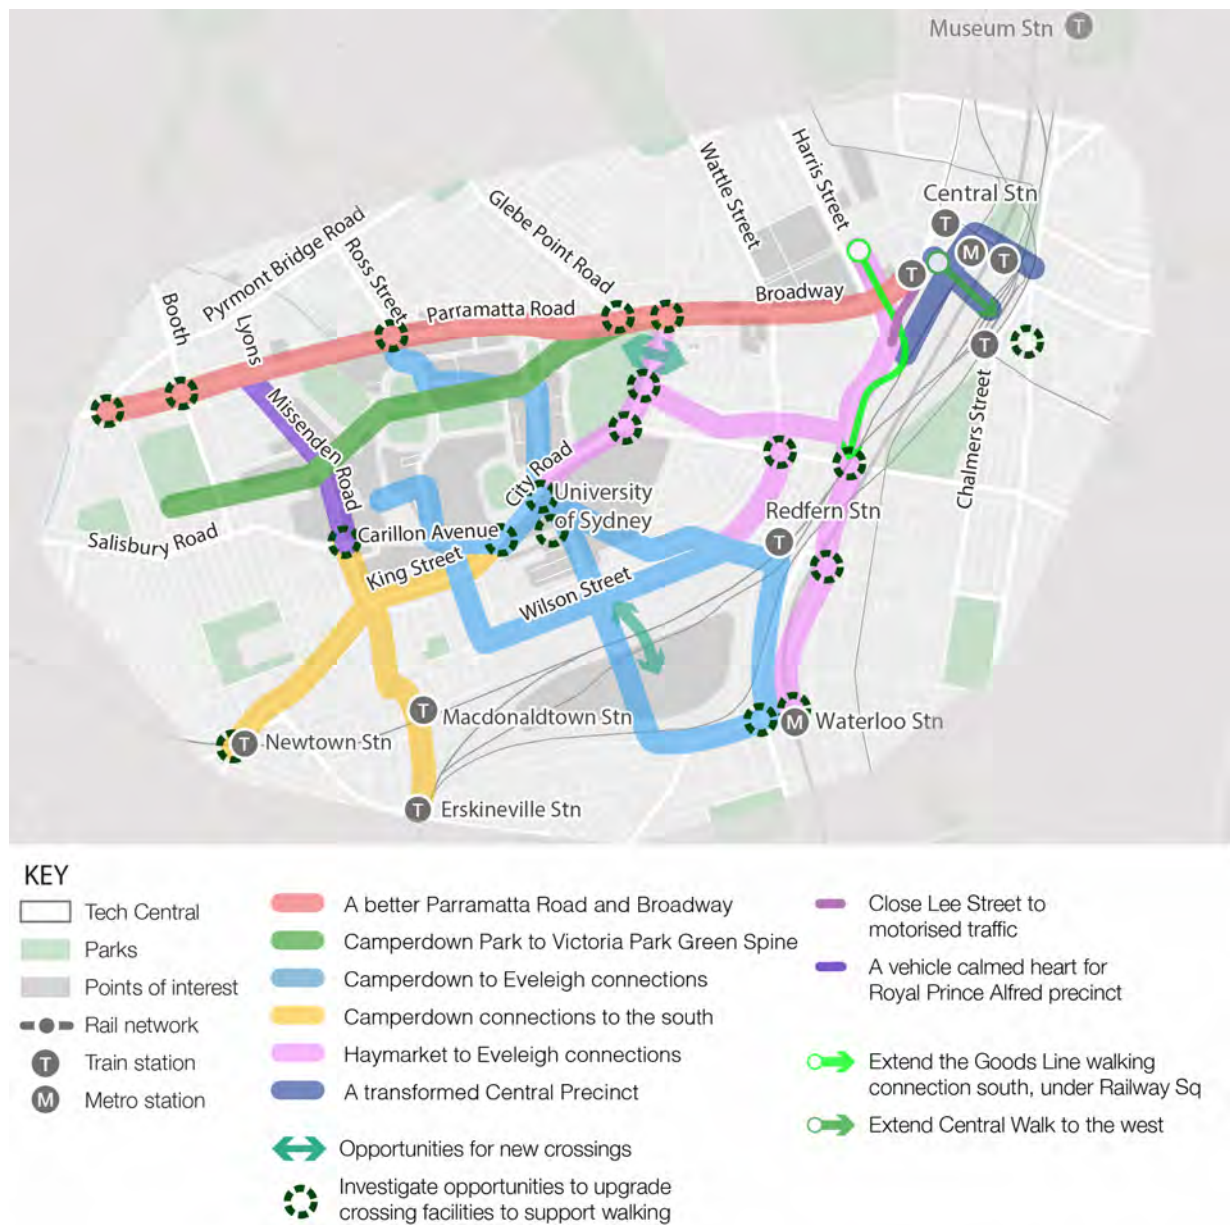 Museum Stn
T
Harris Street
Wattle Street
Central Stn
T
M
T
T
Glebe Point Road
Pyrmont Bridge Road
Ross Street
Broadway
Parramatta Road
Booth
Lyons
T
Missenden Road
Chalmers Street
City Road
University
of Sydney
Redfern Stn
T
Salisbury Road
Carillon Avenue
King Street
Wilson Street
T
Macdonaldtown Stn
M
Waterloo Stn
T
Newtown Stn
T
Erskineville Stn
KEY
Tech Central
Parks
Points of interest
Rail network
T
Train station
M
Metro station
A better Parramatta Road and Broadway
Camperdown Park to Victoria Park Green Spine
Camperdown to Eveleigh connections
Camperdown connections to the south
Haymarket to Eveleigh connections
A transformed Central Precinct
Opportunities for new crossings
Investigate opportunities to upgrade
crossing facilities to support walking
Close Lee Street to
motorised traffic
A vehicle calmed heart for
Royal Prince Alfred precinct
Extend the Goods Line walking
connection south, under Railway Sq
Extend Central Walk to the west